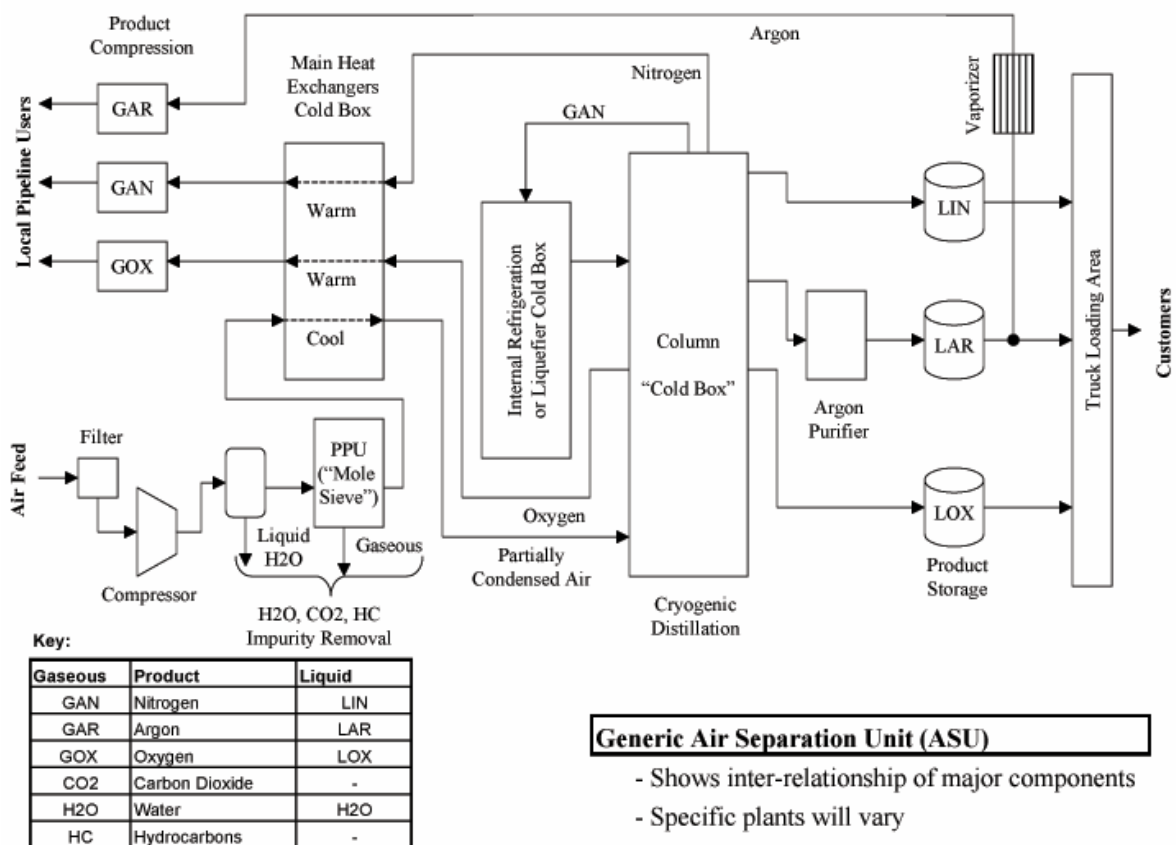 Product
Compression
Argon
Main Heat
Exchangers
Cold Box
Nitrogen
Vaporizer
GAR
GAN
Local Pipeline Users
GAN
Warm
LIN
GOX
Warm
Internal Refrigeration
or Liquefier Cold Box
Cool
Column
"Cold Box"
LAR
Truck Loading Area
Customers
Argon
Purifier
Air Feed
Filter
PPU
("Mole
Sieve")
Oxygen
LOX
Liquid
H2O
Gaseous
Partially
Condensed Air
Product
Storage
Compressor
Cryogenic
Distillation
H2O, CO2, HC
Impurity Removal
Key:
Gaseous Product Liquid
GAN Nitrogen LIN
GAR Argon LAR
GOX Oxygen LOX
CO2 Carbon Dioxide -
H2O Water H2O
HC Hydrocarbons -
Generic Air Separation Unit (ASU)
- Shows inter-relationship of major components
- Specific plants will vary